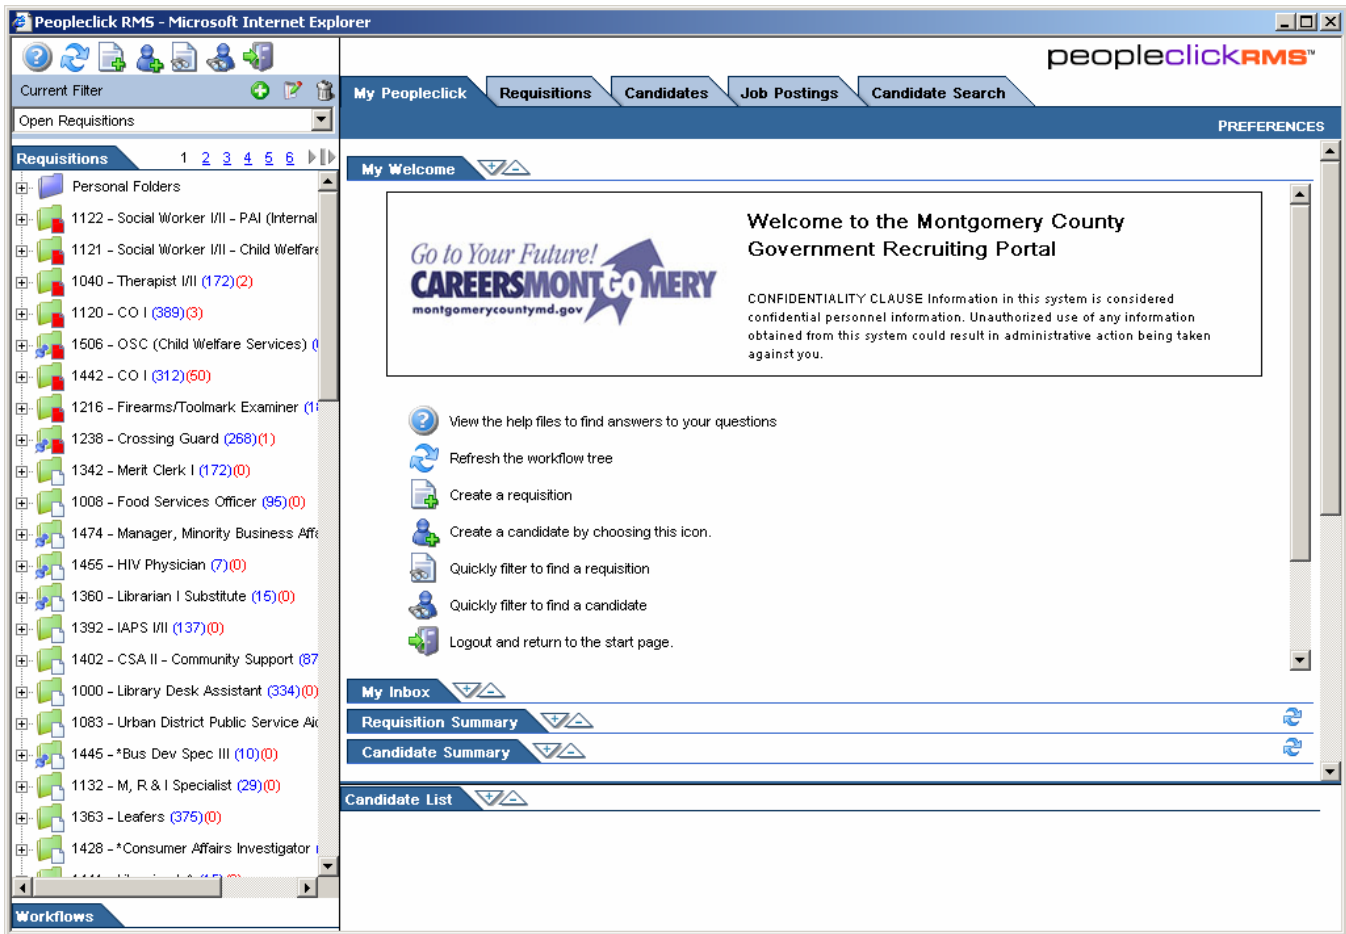 Peopleclick RMS - Microsoft Internet Explorer
peopleclickRMS™
Current Filter
Open Requisitions
My Peopleclick
Requisitions
Candidates
Job Postings
Candidate Search
PREFERENCES
Requisitions 1 2 3 4 5 6
Personal Folders
1122 - Social Worker I/II - PAI (Internal
1121 - Social Worker I/II - Child Welfare
1040 - Therapist I/II (172)(2)
1120 - CO I (389)(3)
1506 - OSC (Child Welfare Services)
1442 - CO I (312)(50)
1216 - Firearms/Toolmark Examiner
1238 - Crossing Guard (268)(1)
1342 - Merit Clerk I (172)(0)
1008 - Food Services Officer (95)(0)
1474 - Manager, Minority Business
1455 - HIV Physician (7)(0)
1360 - Librarian I Substitute (15)(0)
1392 - IAPS I/II (137)(0)
1402 - CSA II - Community Support (87
1000 - Library Desk Assistant (334)(0)
1083 - Urban District Public Service
1445 - *Bus Dev Spec III (10)(0)
1132 - M, R & I Specialist (29)(0)
1363 - Leafers (375)(0)
1428 - *Consumer Affairs Investigator
Workflows
My Welcome
Go to Your Future!
CAREERSMONTGOMERY
montgomerycountymd.gov
Welcome to the Montgomery County
Government Recruiting Portal
CONFIDENTIALITY CLAUSE Information in this system is considered
confidential personnel information. Unauthorized use of any information
obtained from this system could result in administrative action being taken
against you.
View the help files to find answers to your questions
Refresh the workflow tree
Create a requisition
Create a candidate by choosing this icon.
Quickly filter to find a requisition
Quickly filter to find a candidate
Logout and return to the start page.
My Inbox
Requisition Summary
Candidate Summary
Candidate List